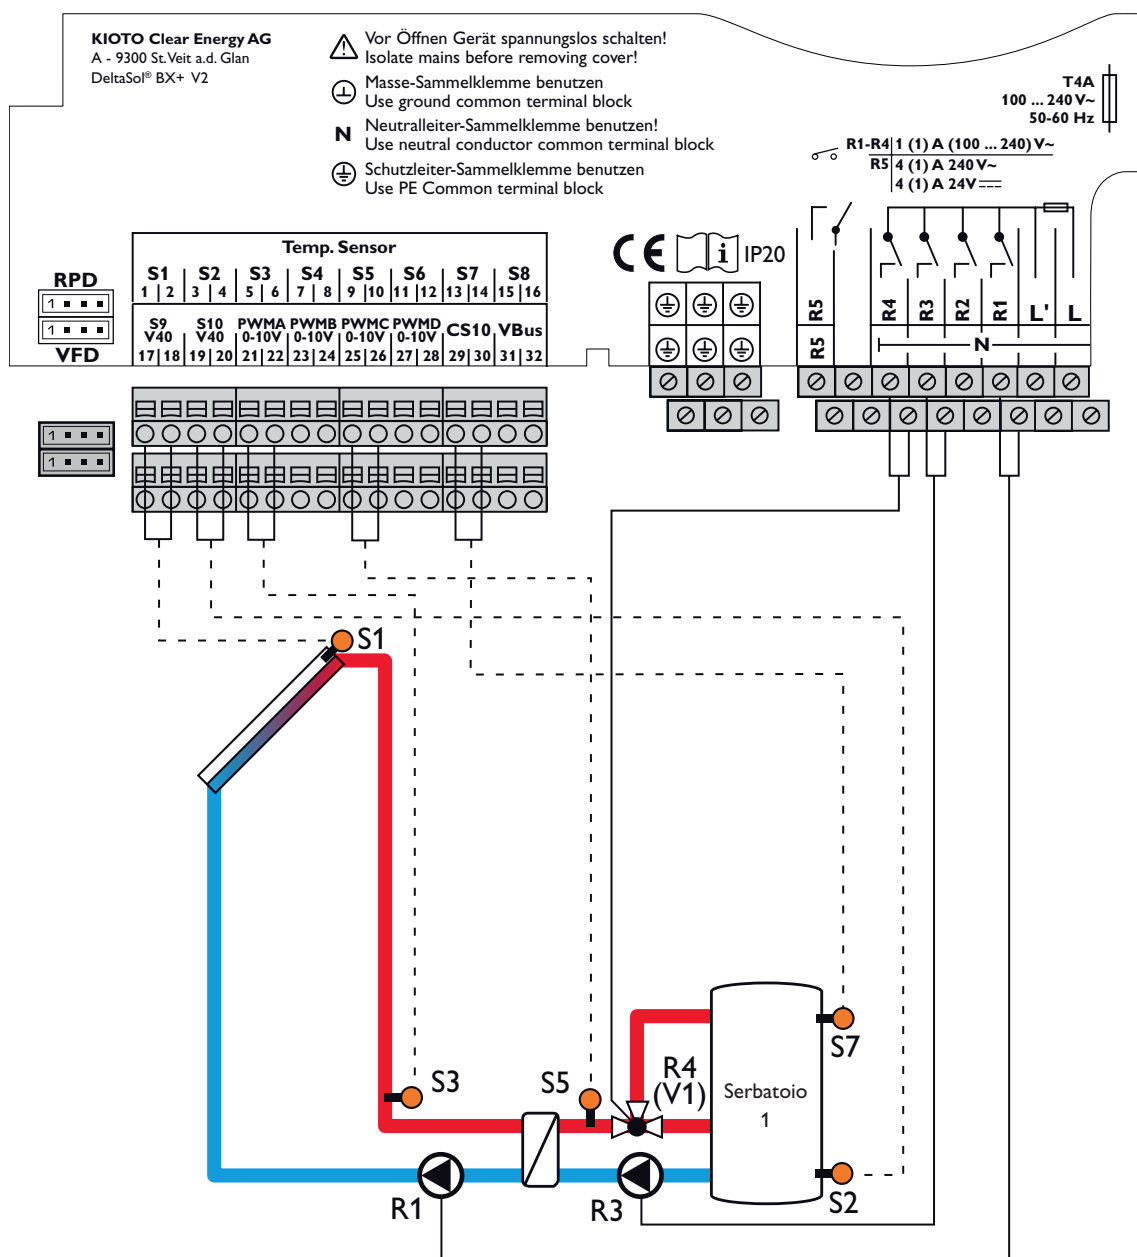 KIOTO Clear Energy AG
A - 9300 St.Veit a.d. Glan
DeltaSol® BX+ V2
Vor Öffnen Gerät spannungslos schalten!
Isolate mains before removing cover!
Masse-Sammelklemme benutzen
Use ground common terminal block
N Neutralleiter-Sammelklemme benutzen!
Use neutral conductor common terminal block
Schutzleiter-Sammelklemme benutzen
Use PE Common terminal block
T4A
100 ... 240 V~
50-60 Hz
R1-R4 1 (1) A (100 ... 240) V~
R5 4 (1) A 240 V~
4 (1) A 24V
CE i IP20
Temp. Sensor
S1 S2 S3 S4 S5 S6 S7 S8
1 2 3 4 5 6 7 8 9 10 11 12 13 14 15 16
S9 S10 PWMA PWMB PWMC PWMD CS10 VBus
V40 V40 0-10V 0-10V 0-10V 0-10V
17 18 19 20 21 22 23 24 25 26 27 28 29 30 31 32
RPD
1
1
VFD
1
1
R5 R4 R3 R2 R1 L' L
R5 N
S1
S3
S5
R4
(V1)
S7
Serbatoio
1
S2
R1
R3